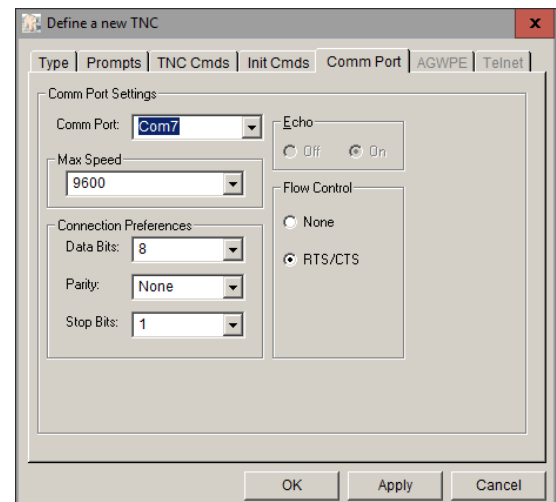 Define a new TNC
x
Type Prompts TNC Cmds Init Cmds Comm Port AGWPE Telnet
Comm Port Settings
Comm Port: Com7
Max Speed
9600
Connection Preferences
Data Bits: 8
Parity: None
Stop Bits: 1
Echo
Off On
Flow Control
None
RTS/CTS
OK Apply Cancel